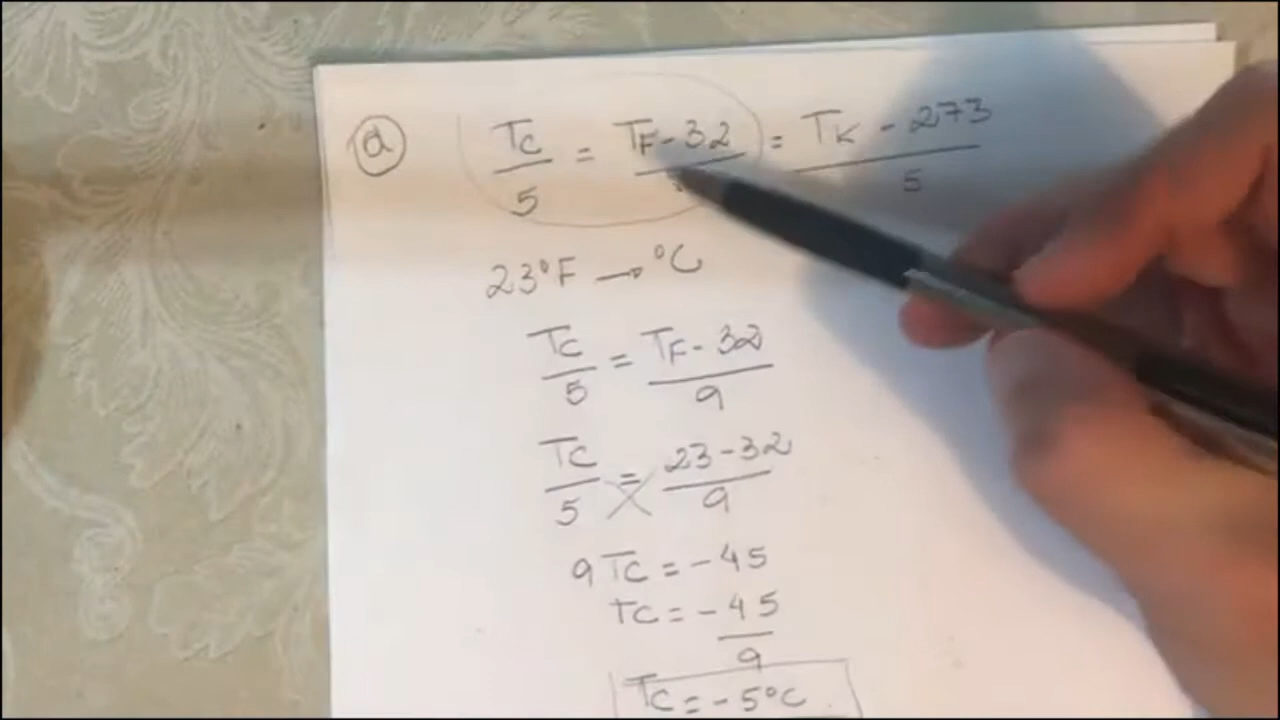 a TC/5 = TF-32/ = TK-273/5
23°F → °C
TC/5 = TF-32/9
TC/5 = 23-32/9
9TC = -45
TC = -45/9
TC = -5°C